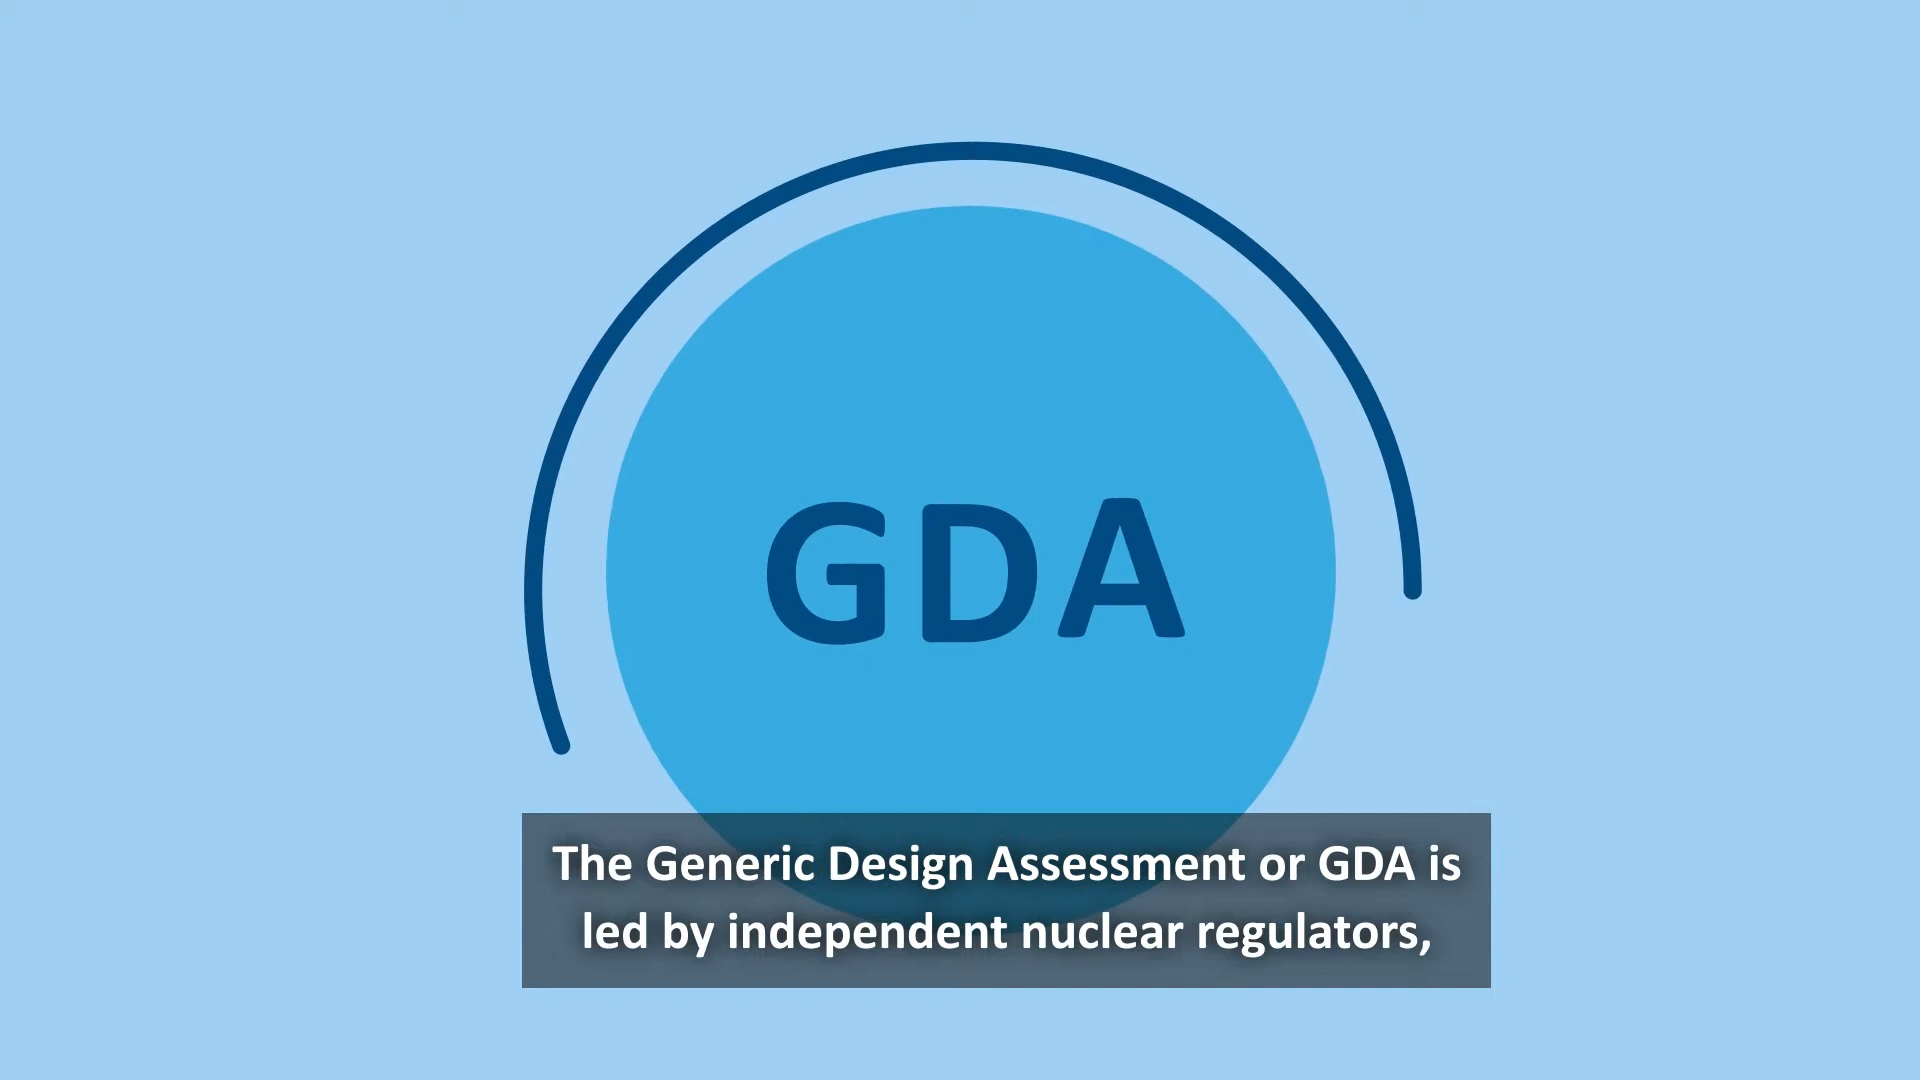 GDA
The Generic Design Assessment or GDA is
led by independent nuclear regulators,